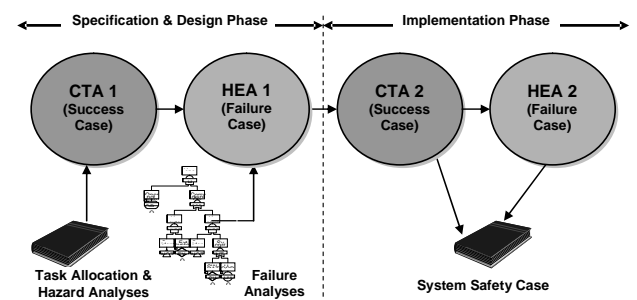 Specification & Design Phase
Implementation Phase
CTA 1
(Success
Case)
HEA 1
(Failure
Case)
CTA 2
(Success
Case)
HEA 2
(Failure
Case)
Task Allocation &
Hazard Analyses
Failure
Analyses
System Safety Case